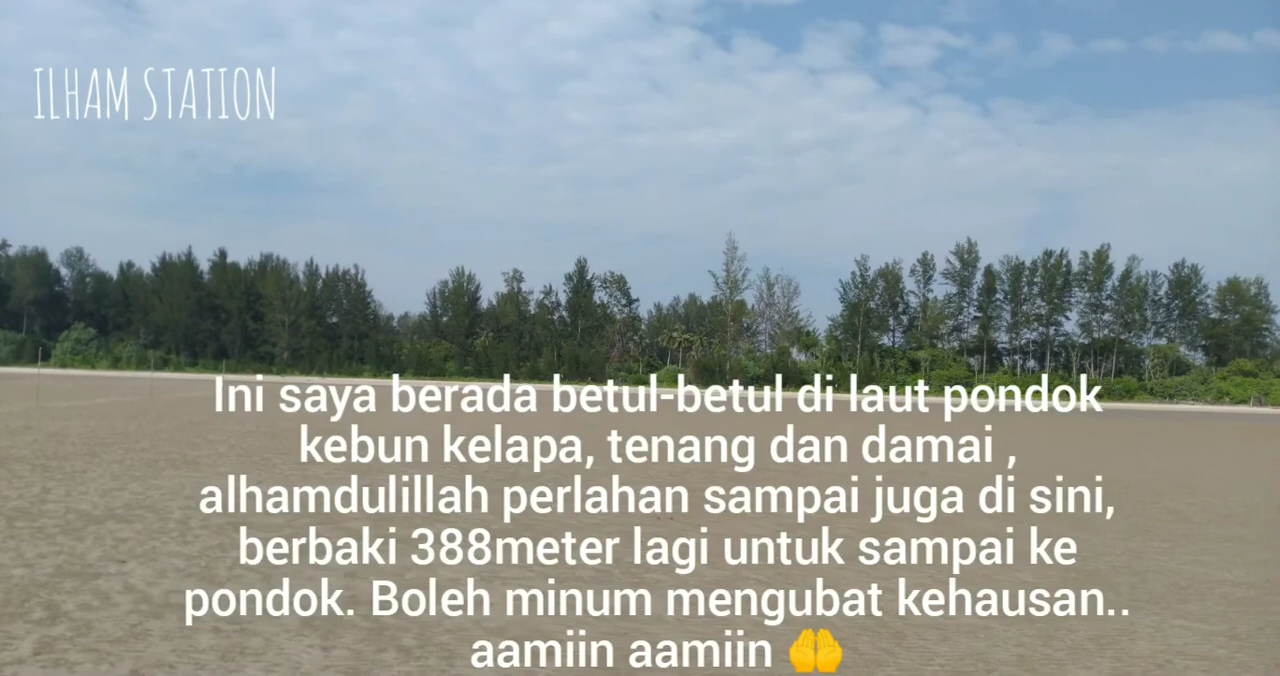 ILHAM STATION
Ini saya berada betul-betul di laut pondok
kebun kelapa, tenang dan damai ,
alhamdulillah perlahan sampai juga di sini,
berbaki 388meter lagi untuk sampai ke
pondok. Boleh minum mengubat kehausan..
aamiin aamiin 🤲